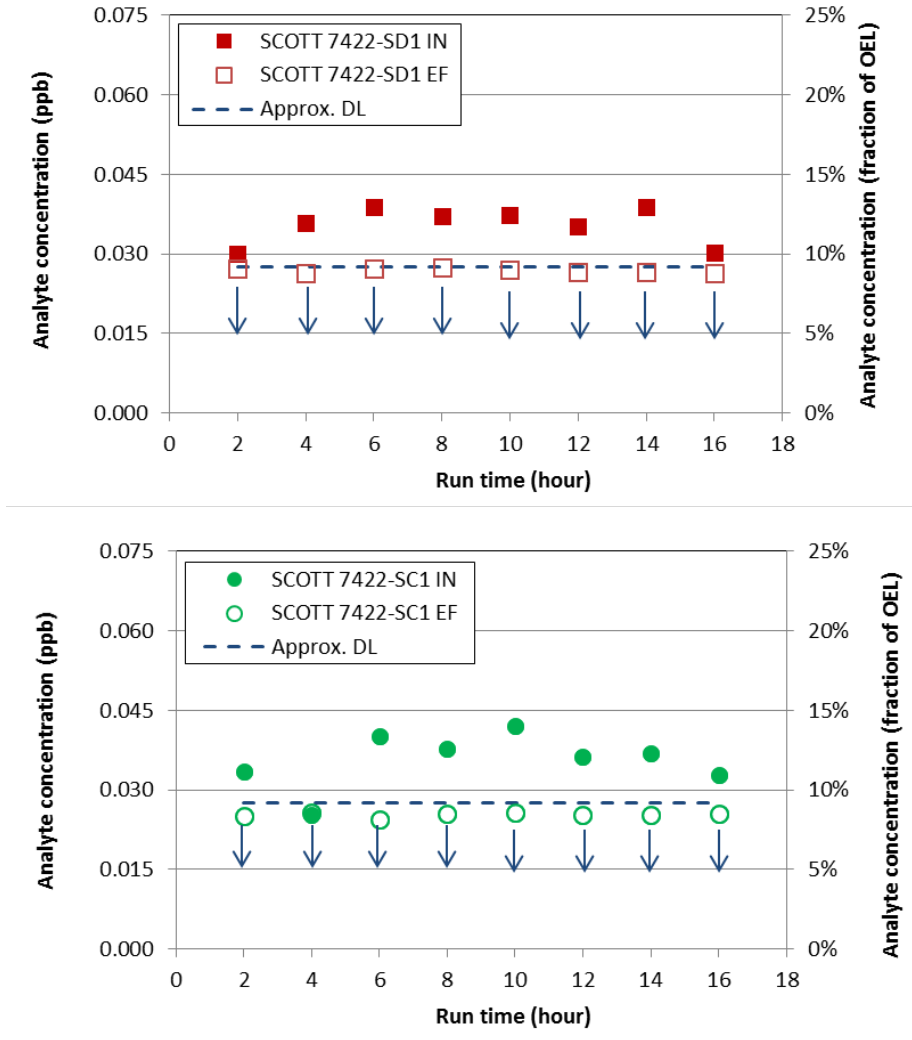 0.075
0.060
0.045
0.030
0.015
0.000
Analyte concentration (ppb)
SCOTT 7422-SD1 IN
SCOTT 7422-SD1 EF
Approx. DL
25%
20%
15%
10%
5%
0%
Analyte concentration (fraction of OEL)
0 2 4 6 8 10 12 14 16 18
Run time (hour)
0.075
0.060
0.045
0.030
0.015
0.000
Analyte concentration (ppb)
SCOTT 7422-SC1 IN
SCOTT 7422-SC1 EF
Approx. DL
25%
20%
15%
10%
5%
0%
Analyte concentration (fraction of OEL)
0 2 4 6 8 10 12 14 16 18
Run time (hour)